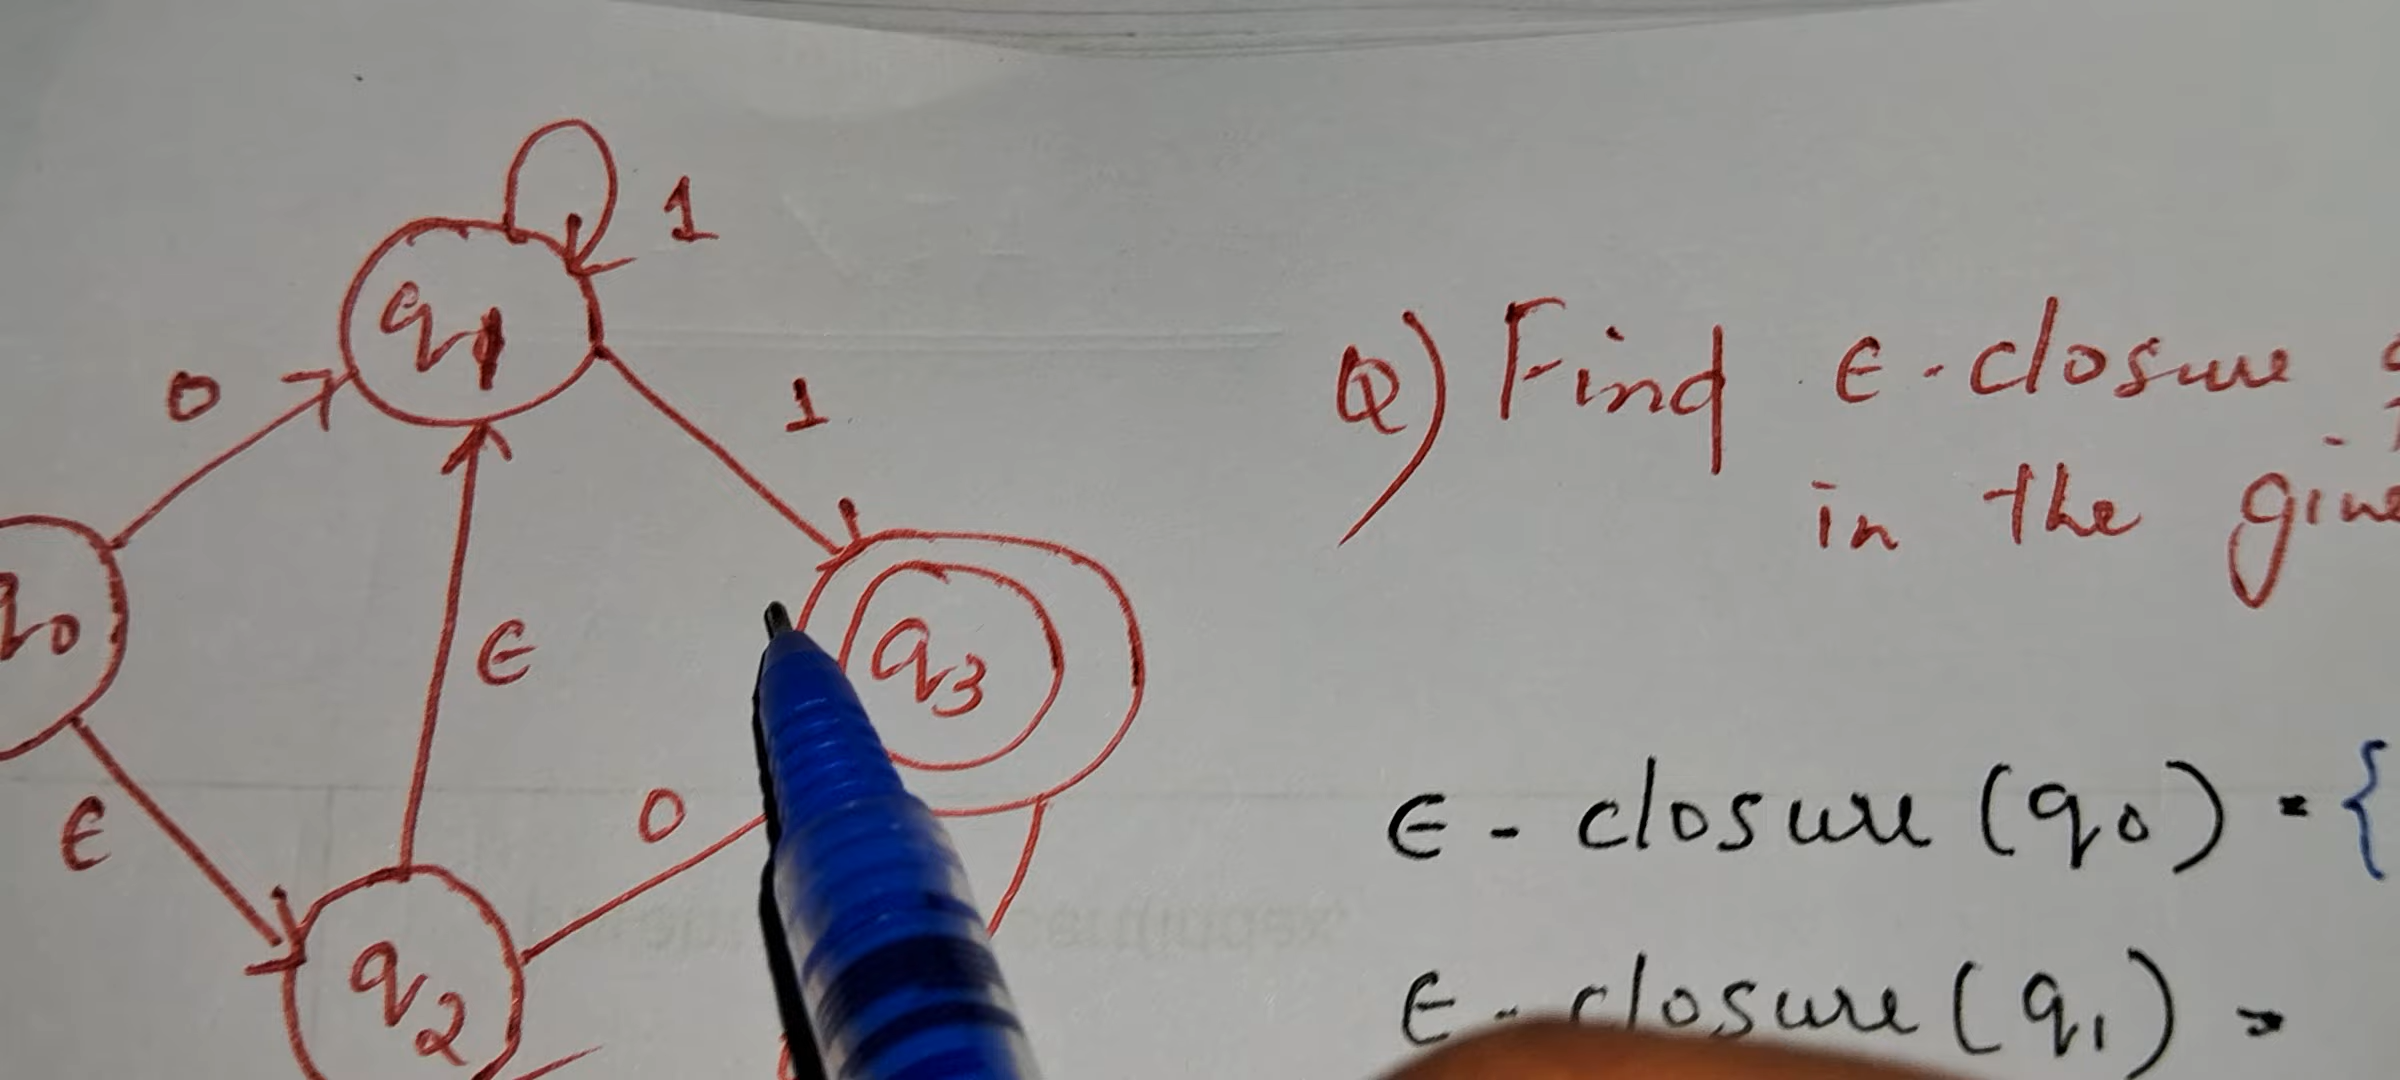 1
q1
0
1
Q) Find ε-closure
in the
q0
ε
q3
ε
0
ε-closure (q0) = {
q2
ε-closure (q1) =